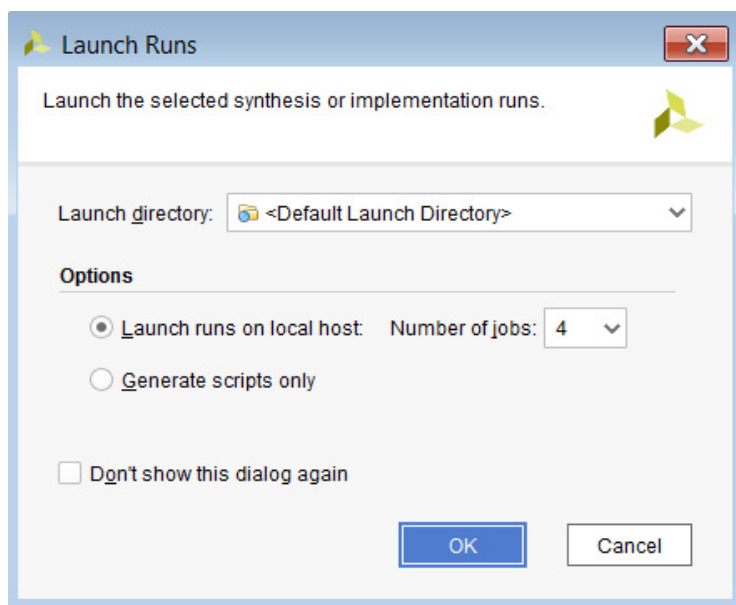 Launch Runs
Launch the selected synthesis or implementation runs.
Launch directory: <Default Launch Directory>
Options
Launch runs on local host: Number of jobs: 4
Generate scripts only
Don't show this dialog again
OK Cancel